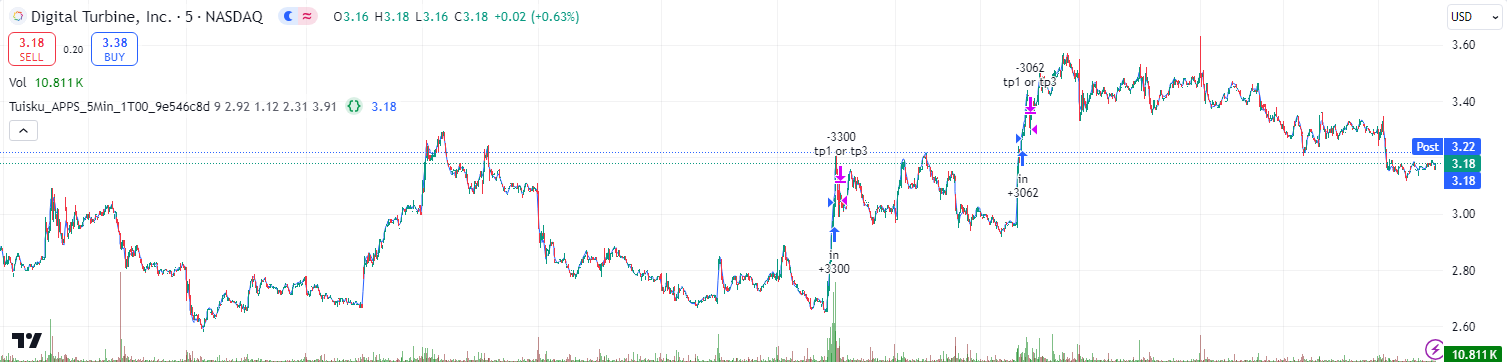 Digital Turbine, Inc. · 5 · NASDAQ O3.16 H3.18 L3.16 C3.18 +0.02 (+0.63%)
USD
3.18 SELL
0.20
3.38 BUY
Vol 10.811 K
Tuisku_APPS_5Min_1T00_9e546c8d 9 2.92 1.12 2.31 3.91 {} 3.18
3.60
-3062
tp1 or tp3
3.40
-3300
tp1 or tp3
Post 3.22
3.18
3.18
in
+3062
3.00
in
+3300
2.80
2.60
10.811 K